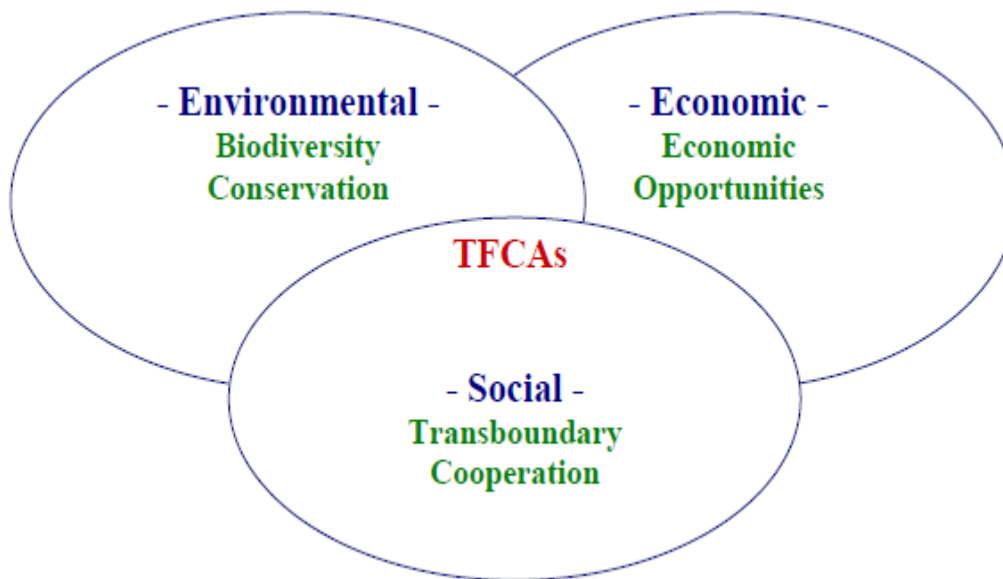 - Environmental -
Biodiversity
Conservation
- Economic -
Economic
Opportunities
TFCAs
- Social -
Transboundary
Cooperation